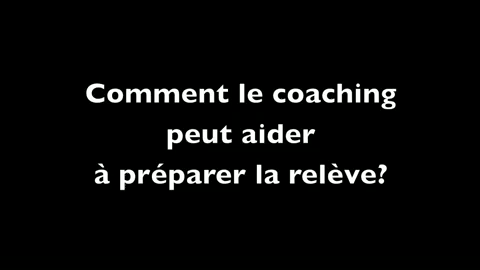 Comment le coaching
peut aider
à préparer la relève?